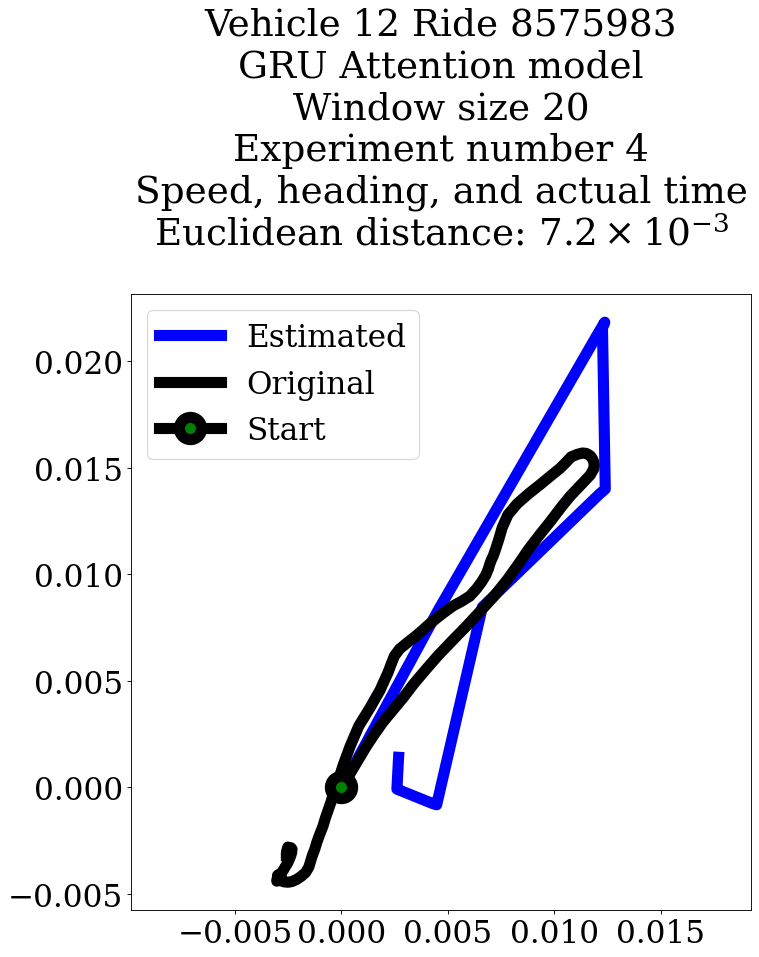 Vehicle 12 Ride 8575983
GRU Attention model
Window size 20
Experiment number 4
Speed, heading, and actual time
Euclidean distance: 7.2 × 10⁻³
Estimated
Original
Start
0.020
0.015
0.010
0.005
0.000
−0.005
−0.005 0.000 0.005 0.010 0.015